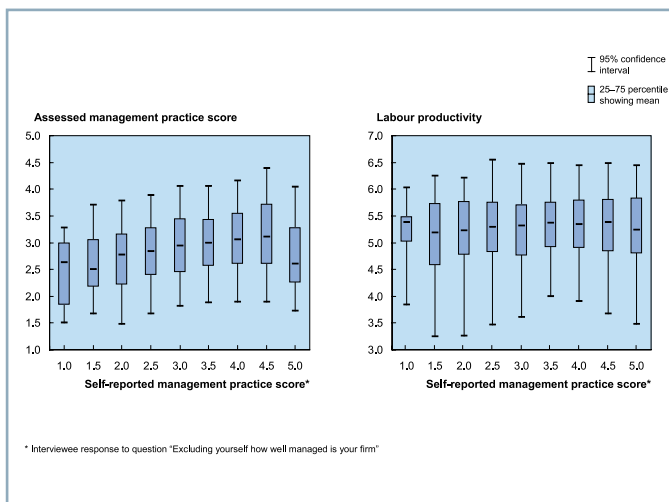 95% confidence
interval
25–75 percentile
showing mean
Assessed management practice score
5.0
4.5
4.0
3.5
3.0
2.5
2.0
1.5
1.0
1.0 1.5 2.0 2.5 3.0 3.5 4.0 4.5 5.0
Self-reported management practice score*
Labour productivity
7.0
6.5
6.0
5.5
5.0
4.5
4.0
3.5
3.0
1.0 1.5 2.0 2.5 3.0 3.5 4.0 4.5 5.0
Self-reported management practice score*
* Interviewee response to question “Excluding yourself how well managed is your firm”